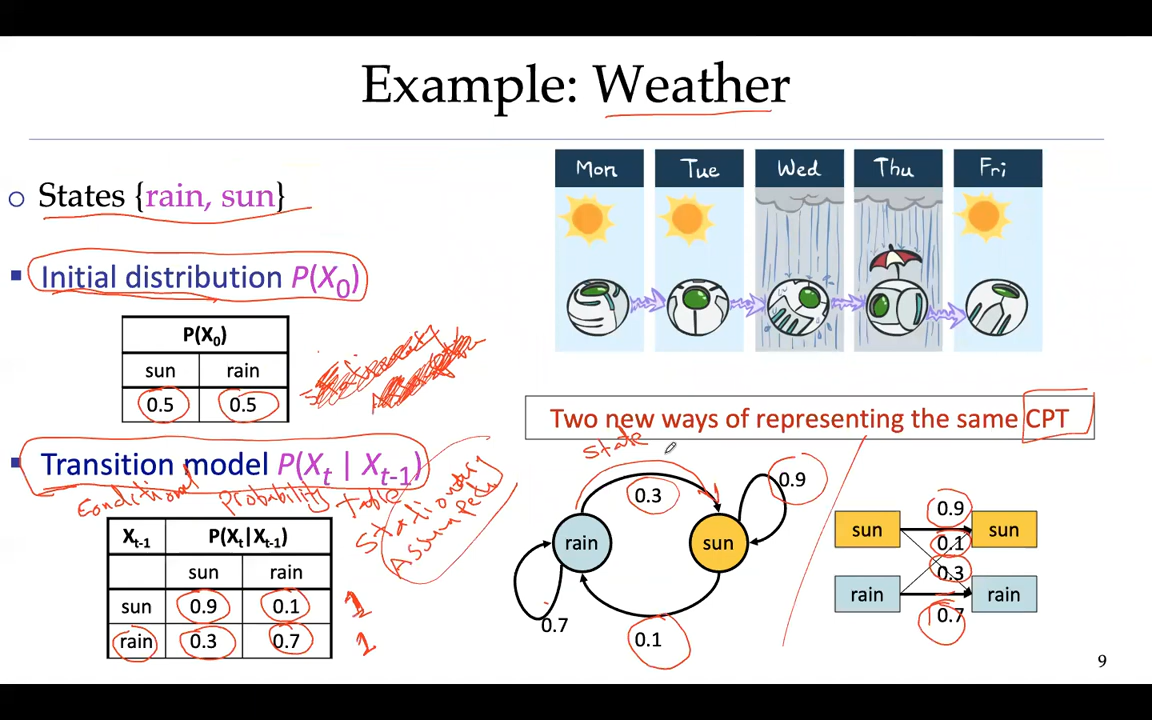 Example: Weather
States {rain, sun}
Initial distribution P(X0)
P(X0)
sun rain
0.5 0.5
Transition model P(Xt | Xt-1)
Conditional probability table
Stationary
Xt-1 P(Xt|Xt-1)
sun rain
sun 0.9 0.1 1
rain 0.3 0.7 1
Mon Tue Wed Thu Fri
Two new ways of representing the same CPT
State
0.3
0.9
rain
sun
0.7
0.1
0.9
sun sun
0.1
0.3
rain rain
0.7
9